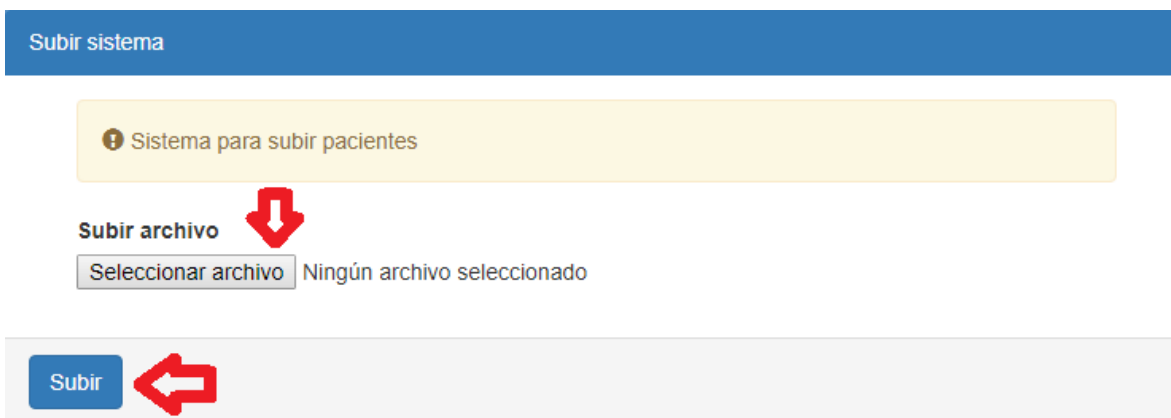 Subir sistema
Sistema para subir pacientes
Subir archivo
Seleccionar archivo Ningún archivo seleccionado
Subir